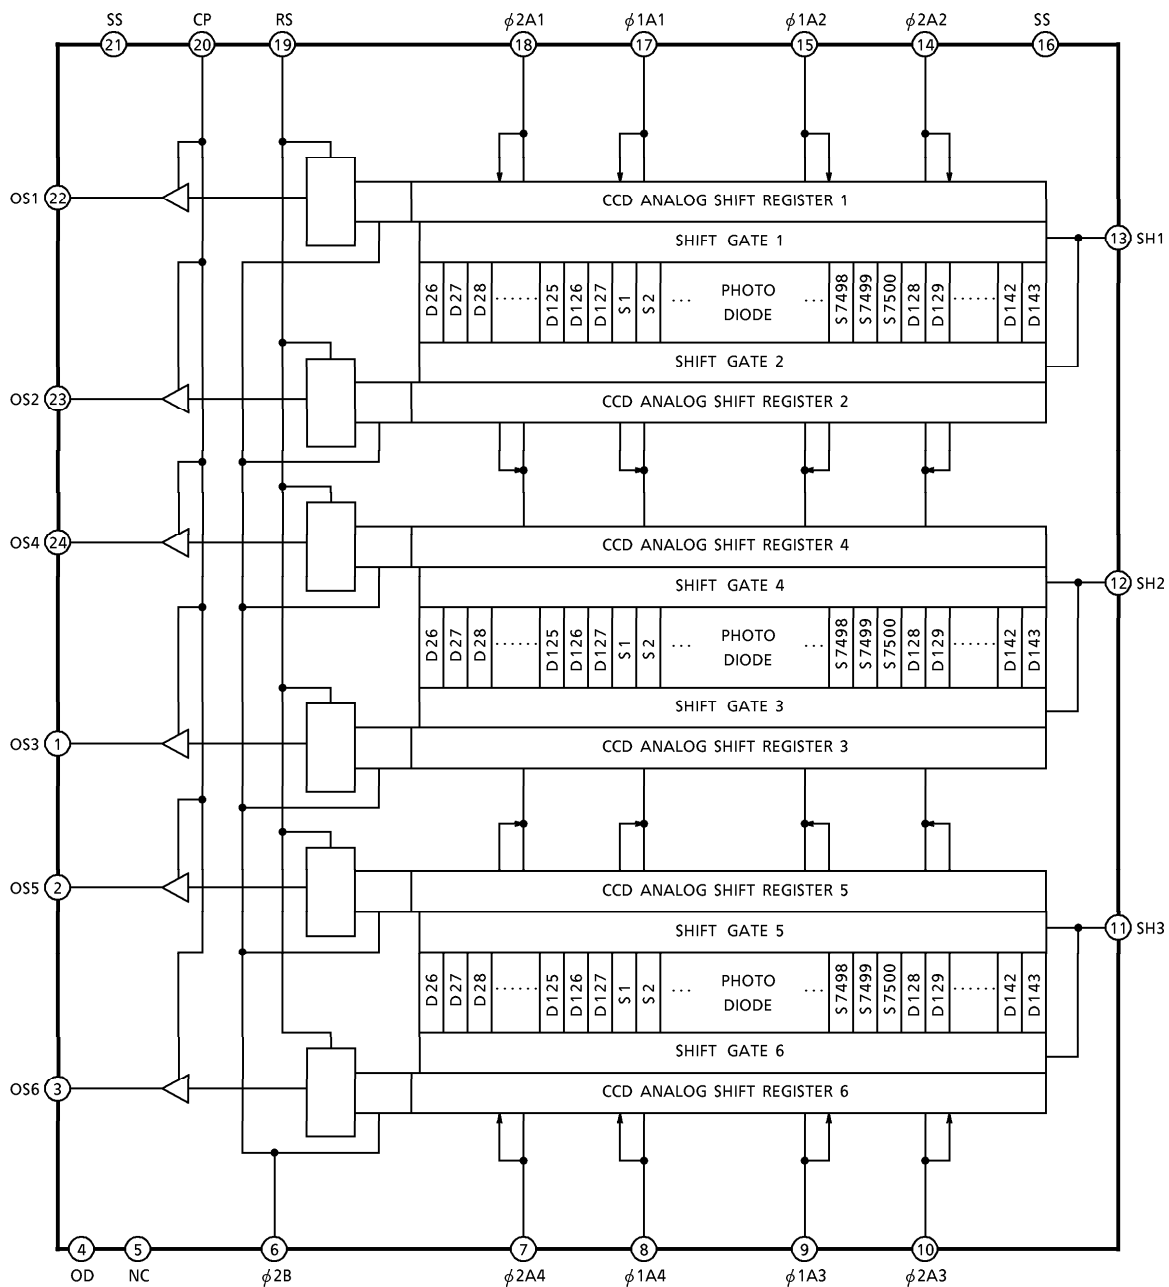 SS CP RS ϕ2A1 ϕ1A1 ϕ1A2 ϕ2A2 SS
21 20 19 18 17 15 14 16
OS1 22
CCD ANALOG SHIFT REGISTER 1
SHIFT GATE 1
13 SH1
D26 D27 D28 ...... D125 D126 D127 S1 S2 ... PHOTO DIODE ... S7498 S7499 S7500 D128 D129 ...... D142 D143
SHIFT GATE 2
OS2 23
CCD ANALOG SHIFT REGISTER 2
OS4 24
CCD ANALOG SHIFT REGISTER 4
SHIFT GATE 4
12 SH2
D26 D27 D28 ...... D125 D126 D127 S1 S2 ... PHOTO DIODE ... S7498 S7499 S7500 D128 D129 ...... D142 D143
SHIFT GATE 3
OS3 1
CCD ANALOG SHIFT REGISTER 3
OS5 2
CCD ANALOG SHIFT REGISTER 5
SHIFT GATE 5
11 SH3
D26 D27 D28 ...... D125 D126 D127 S1 S2 ... PHOTO DIODE ... S7498 S7499 S7500 D128 D129 ...... D142 D143
SHIFT GATE 6
OS6 3
CCD ANALOG SHIFT REGISTER 6
4 5 6 7 8 9 10
OD NC ϕ2B ϕ2A4 ϕ1A4 ϕ1A3 ϕ2A3